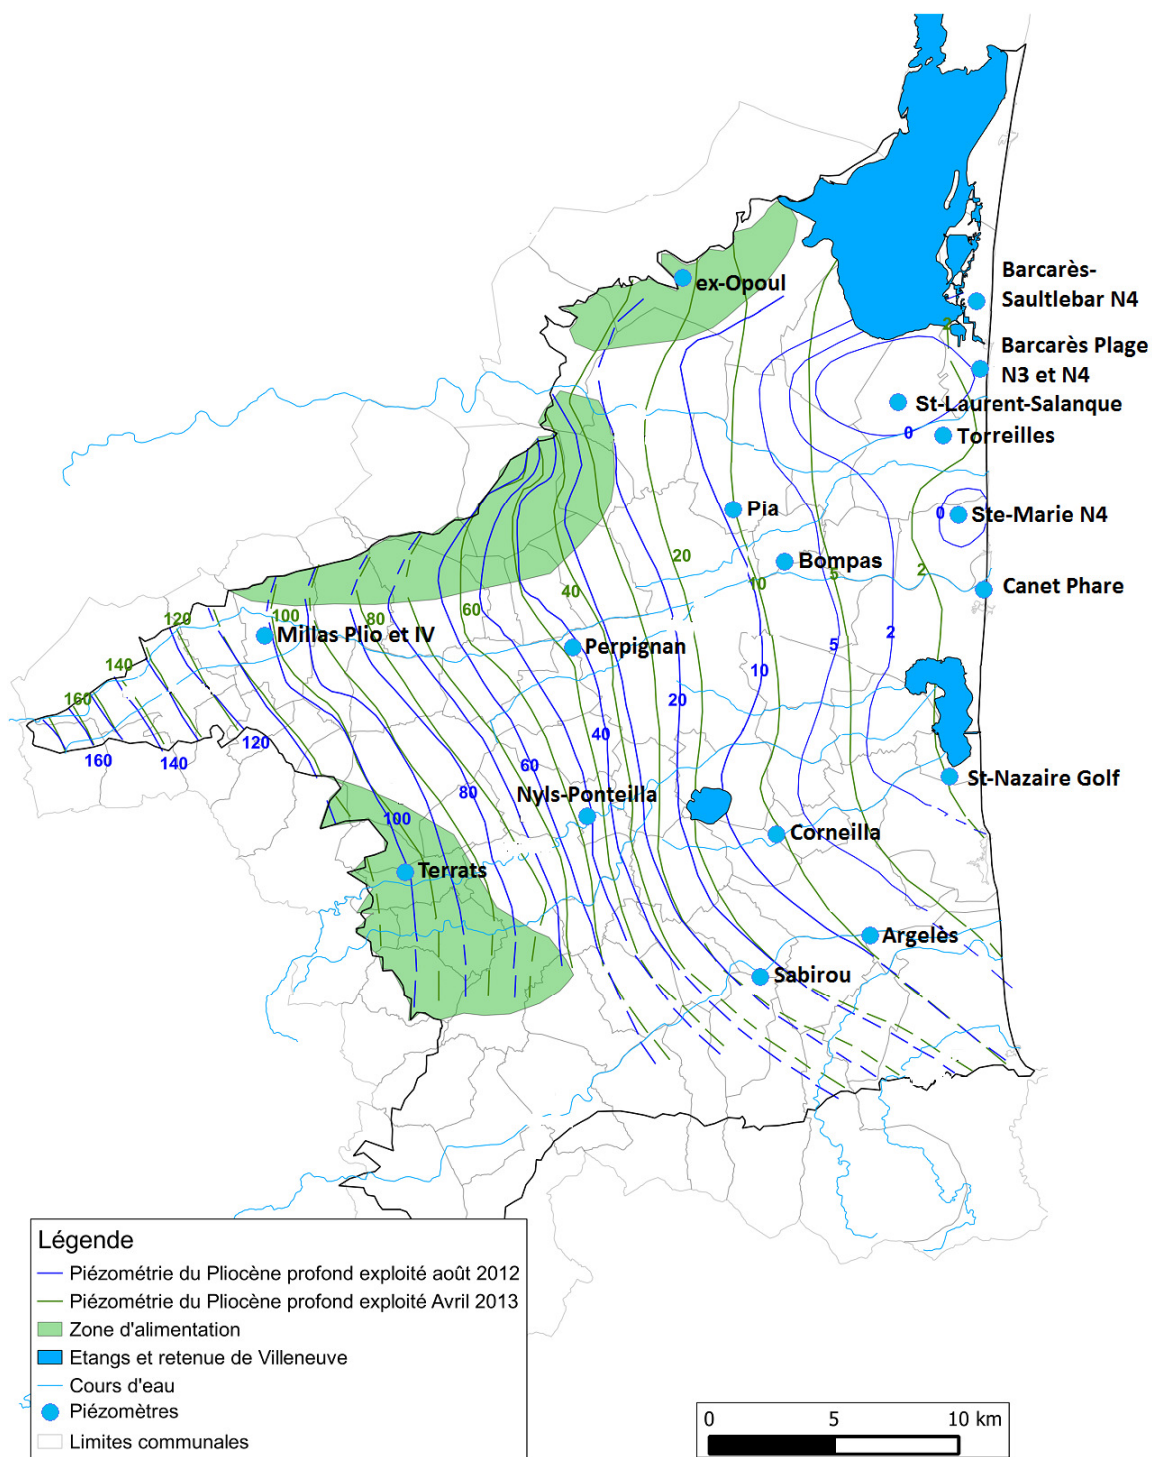 ex-Opoul
Barcarès-
Saultlebar N4
2
Barcarès Plage
N3 et N4
St-Laurent-Salanque
0
Torreilles
Pia
0
Ste-Marie N4
20
Bompas
10
5
2
Canet Phare
40
60
80
100
120
Millas Plio et IV
Perpignan
5
2
140
10
160
20
40
120
160
140
60
80
Nyls-Ponteilla
St-Nazaire Golf
100
Corneilla
Terrats
Argelès
Sabirou
Légende
Piézométrie du Pliocène profond exploité août 2012
Piézométrie du Pliocène profond exploité Avril 2013
Zone d'alimentation
Etangs et retenue de Villeneuve
Cours d'eau
Piézomètres
Limites communales
0 5 10 km